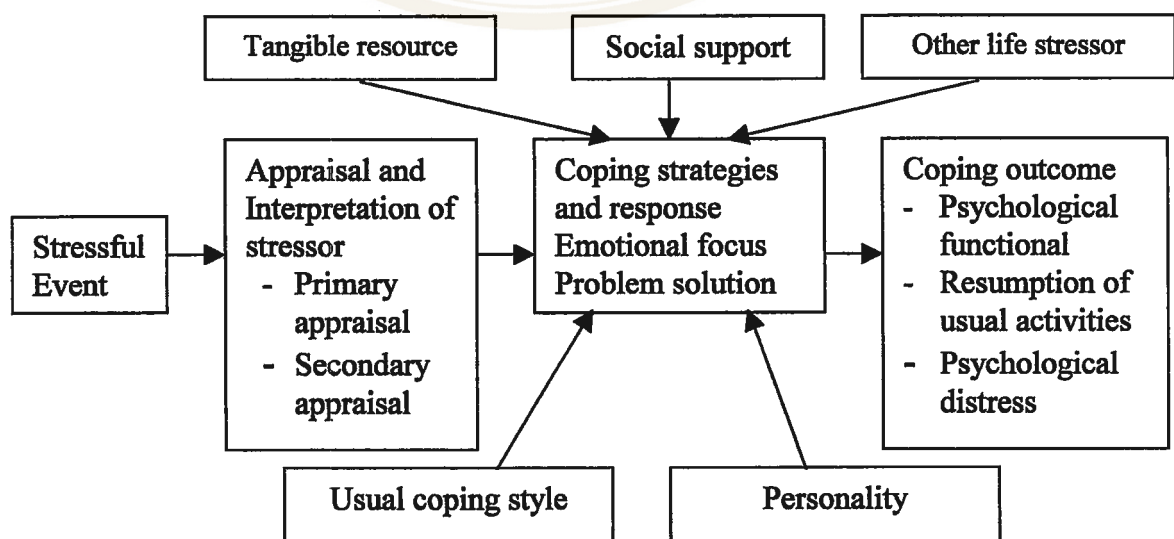 Tangible resource
Social support
Other life stressor
Stressful
Event
Appraisal and
Interpretation of
stressor
- Primary
appraisal
- Secondary
appraisal
Coping strategies
and response
Emotional focus
Problem solution
Coping outcome
- Psychological
functional
- Resumption of
usual activities
- Psychological
distress
Usual coping style
Personality